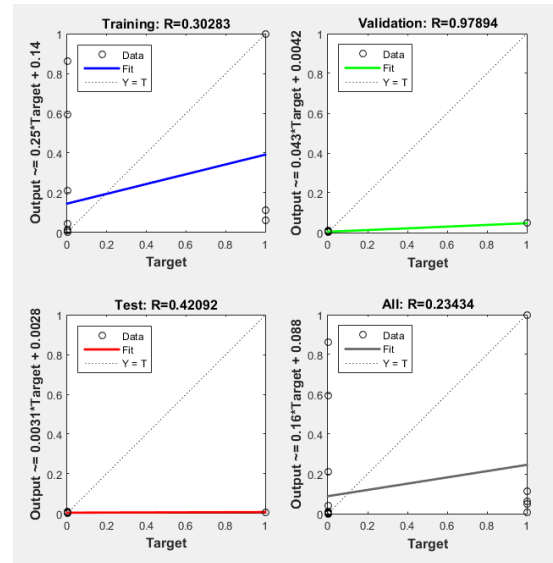 Training: R=0.30283
Output ~= 0.25*Target + 0.14
1
0.8
0.6
0.4
0.2
0
Data
Fit
Y = T
0 0.2 0.4 0.6 0.8 1
Target
Validation: R=0.97894
Output ~= 0.043*Target + 0.0042
1
0.8
0.6
0.4
0.2
0
Data
Fit
Y = T
0 0.2 0.4 0.6 0.8 1
Target
Test: R=0.42092
Output ~= 0.0031*Target + 0.0028
1
0.8
0.6
0.4
0.2
0
Data
Fit
Y = T
0 0.2 0.4 0.6 0.8 1
Target
All: R=0.23434
Output ~= 0.16*Target + 0.088
1
0.8
0.6
0.4
0.2
0
Data
Fit
Y = T
0 0.2 0.4 0.6 0.8 1
Target